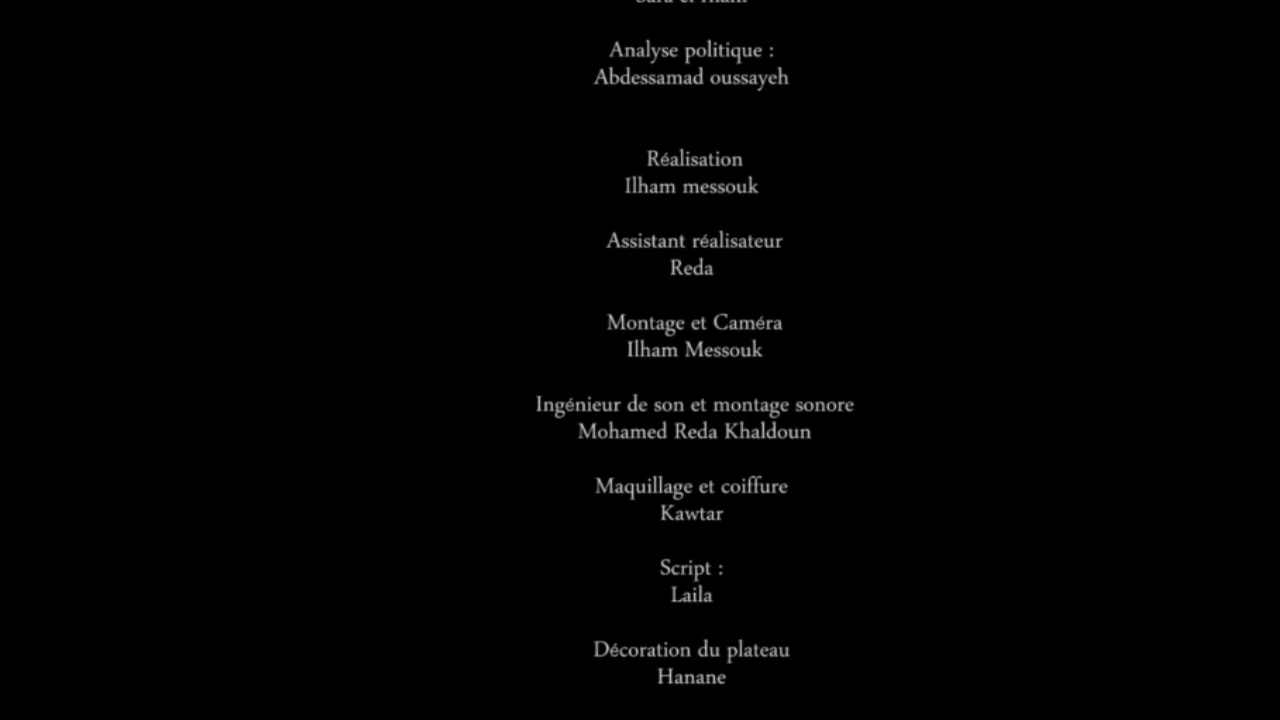 Analyse politique :
Abdessamad oussayeh
Réalisation
Ilham messouk
Assistant réalisateur
Reda
Montage et Caméra
Ilham Messouk
Ingénieur de son et montage sonore
Mohamed Reda Khaldoun
Maquillage et coiffure
Kawtar
Script :
Laila
Décoration du plateau
Hanane